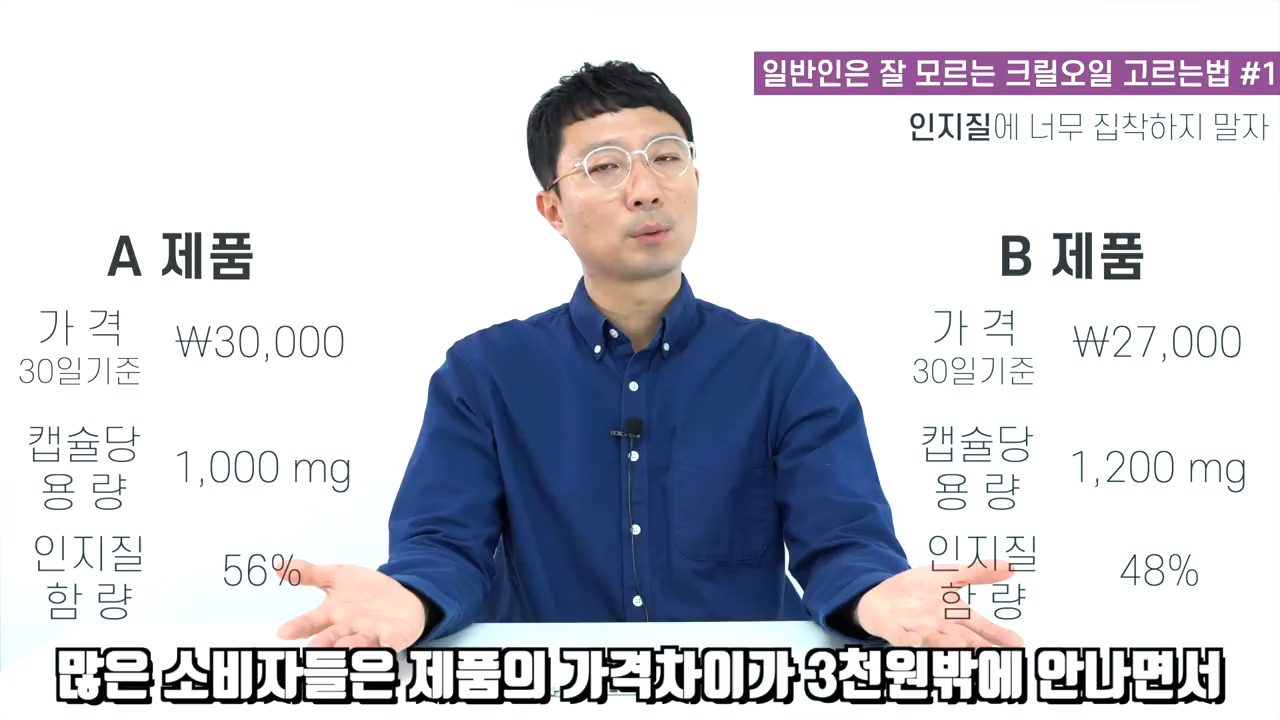 일반인은 잘 모르는 크릴오일 고르는법 #1
인지질에 너무 집착하지 말자
A 제품
가 격
30일기준
₩30,000
캡슐당
용 량
1,000 mg
인지질
함 량
56%
B 제품
가 격
30일기준
₩27,000
캡슐당
용 량
1,200 mg
인지질
함 량
48%
많은 소비자들은 제품의 가격차이가 3천원밖에 안나면서